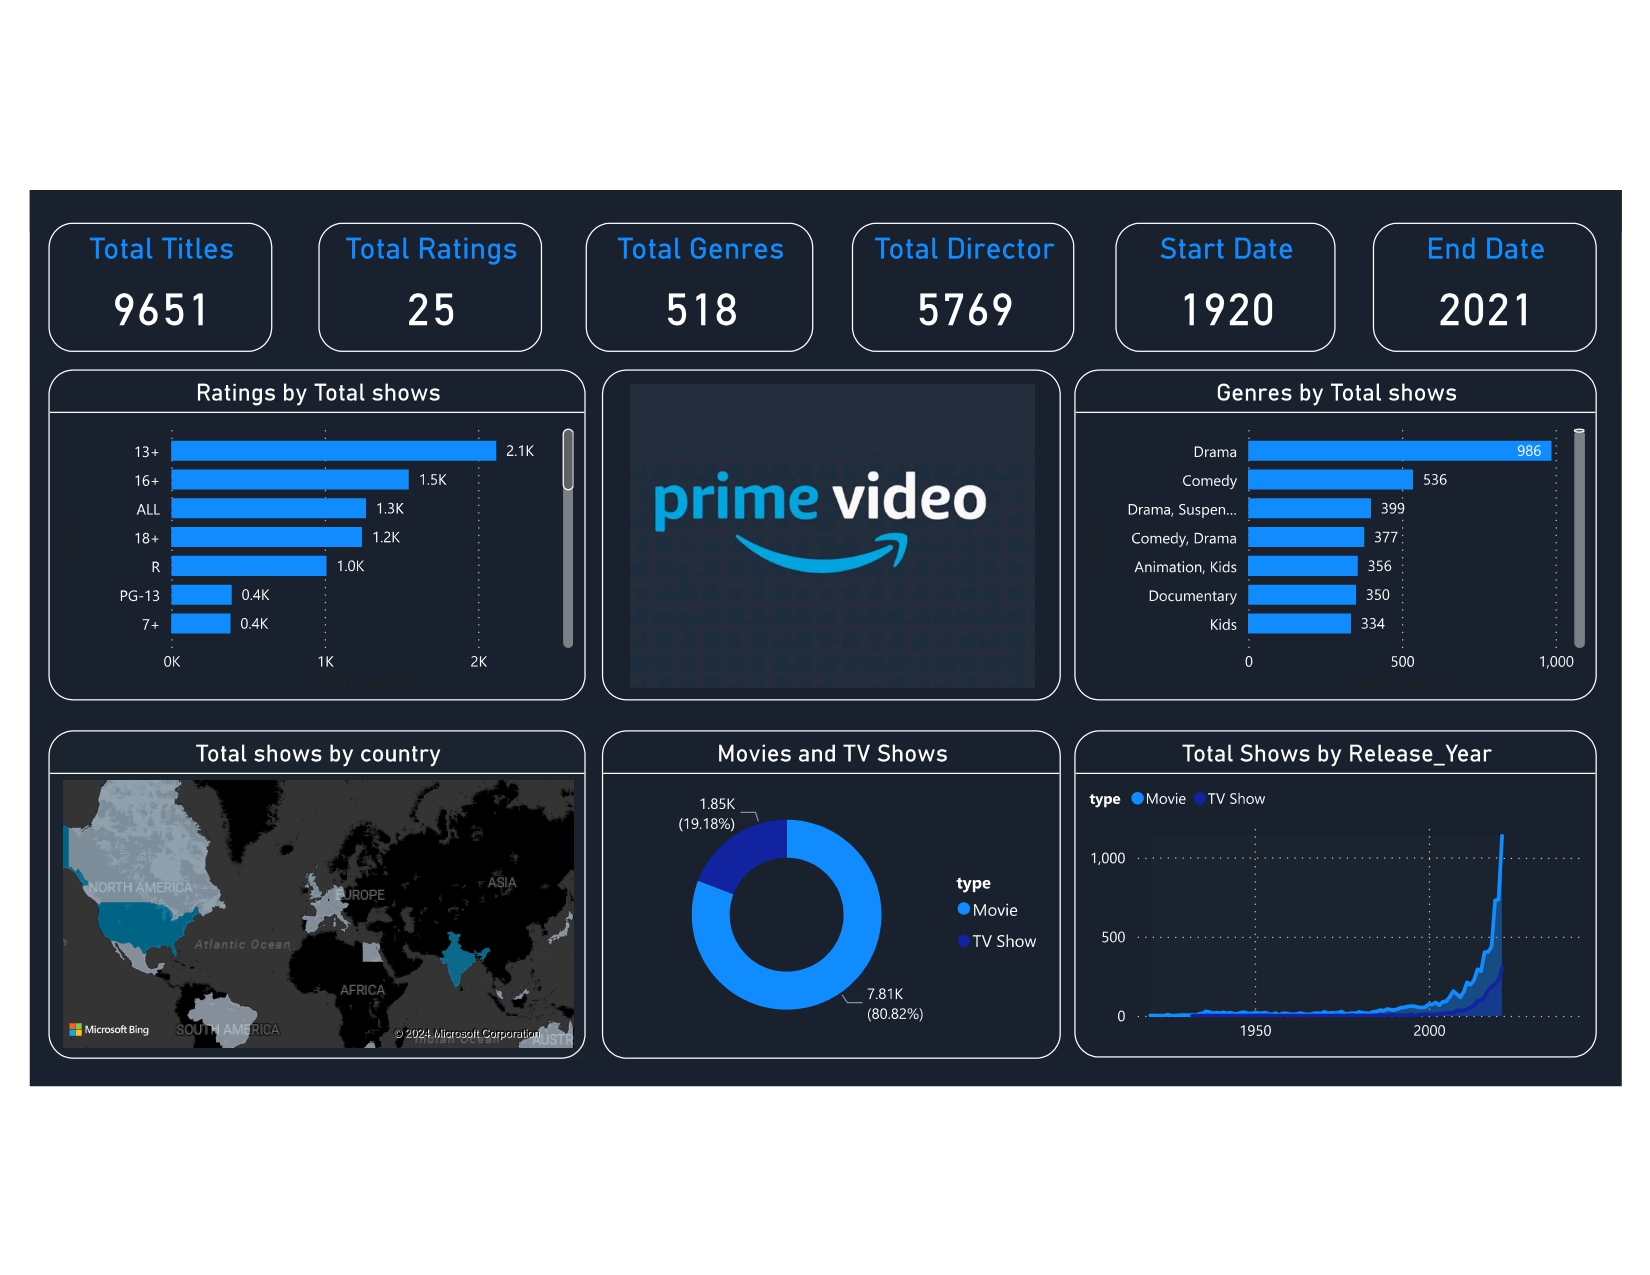 Total Titles
9651
Total Ratings
25
Total Genres
518
Total Director
5769
Start Date
1920
End Date
2021
Ratings by Total shows
13+ 2.1K
16+ 1.5K
ALL 1.3K
18+ 1.2K
R 1.0K
PG-13 0.4K
7+ 0.4K
0K 1K 2K
prime video
Genres by Total shows
Drama 986
Comedy 536
Drama, Suspen... 399
Comedy, Drama 377
Animation, Kids 356
Documentary 350
Kids 334
0 500 1,000
Total shows by country
NORTH AMERICA
EUROPE
ASIA
Atlantic Ocean
AFRICA
SOUTH AMERICA
Microsoft Bing
© 2024 Microsoft Corporation
Indian Ocean
AUSTR
Movies and TV Shows
1.85K
(19.18%)
type
Movie
TV Show
7.81K
(80.82%)
Total Shows by Release_Year
type Movie TV Show
1,000
500
0
1950 2000